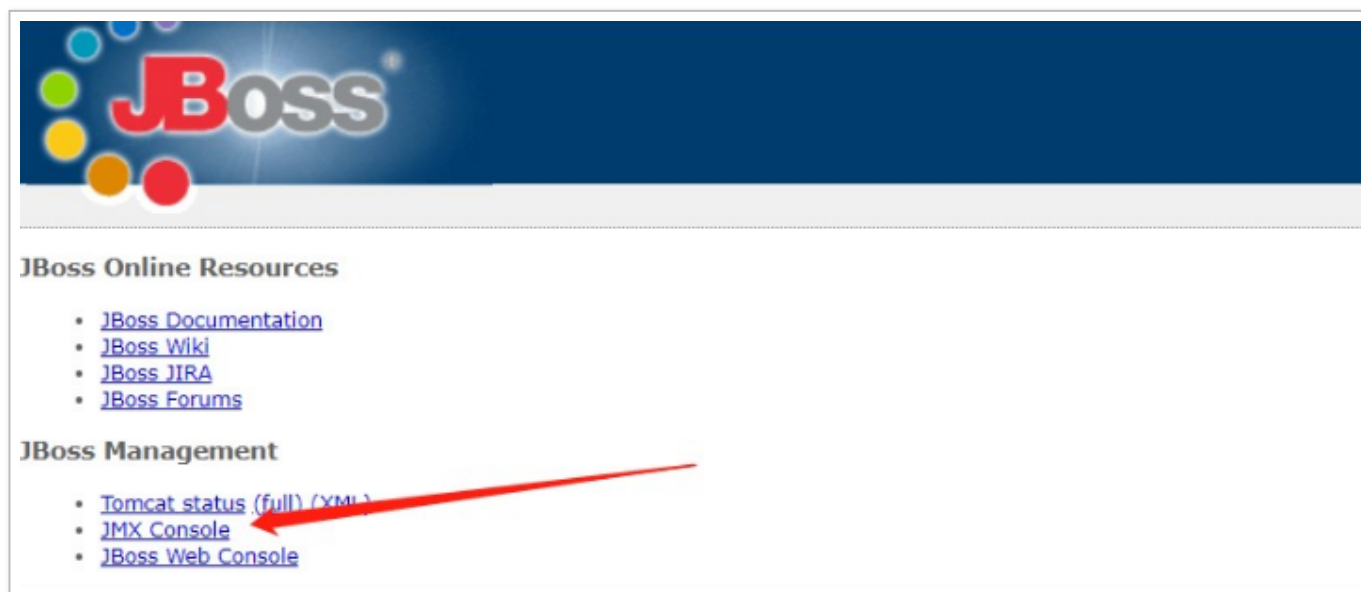 JBoss®
JBoss Online Resources
• JBoss Documentation
• JBoss Wiki
• JBoss JIRA
• JBoss Forums
JBoss Management
• Tomcat status (full) (XML)
• JMX Console
• JBoss Web Console